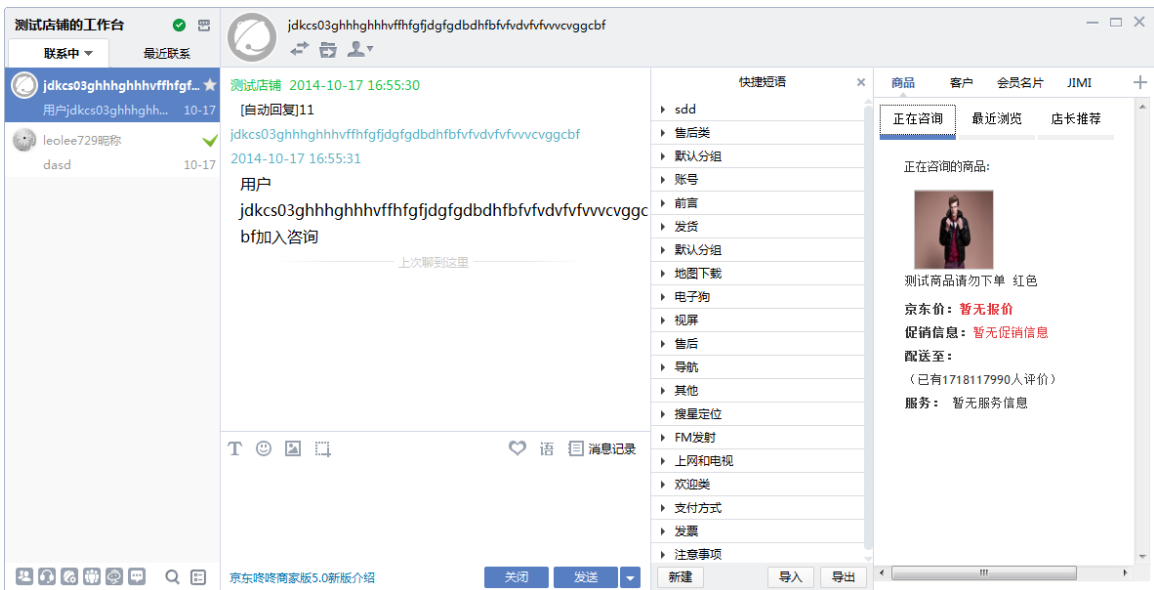 测试店铺的工作台
联系中
最近联系
jdkcs03ghhhghhhvffhfgf...
用户jdkcs03ghhhghh...
10-17
leolee729昵称
dasd
10-17
jdkcs03ghhhghhhvffhfgfjdgfgdbdhfbfvfvdvfvfvvvcvggcbf
测试店铺 2014-10-17 16:55:30
[自动回复]11
jdkcs03ghhhghhhvffhfgfjdgfgdbdhfbfvfvdvfvfvvvcvggcbf
2014-10-17 16:55:31
用户
jdkcs03ghhhghhhvffhfgfjdgfgdbdhfbfvfvdvfvfvvvcvggc
bf加入咨询
上次聊到这里
T
语
消息记录
京东咚咚商家版5.0新版介绍
关闭
发送
快捷短语
sdd
售后类
默认分组
账号
前言
发货
默认分组
地图下载
电子狗
视屏
售后
导航
其他
搜星定位
FM发射
上网和电视
欢迎类
支付方式
发票
注意事项
新建
导入
导出
商品
客户
会员名片
JIMI
正在咨询
最近浏览
店长推荐
正在咨询的商品:
测试商品请勿下单 红色
京东价：暂无报价
促销信息：暂无促销信息
配送至：
（已有1718117990人评价）
服务： 暂无服务信息